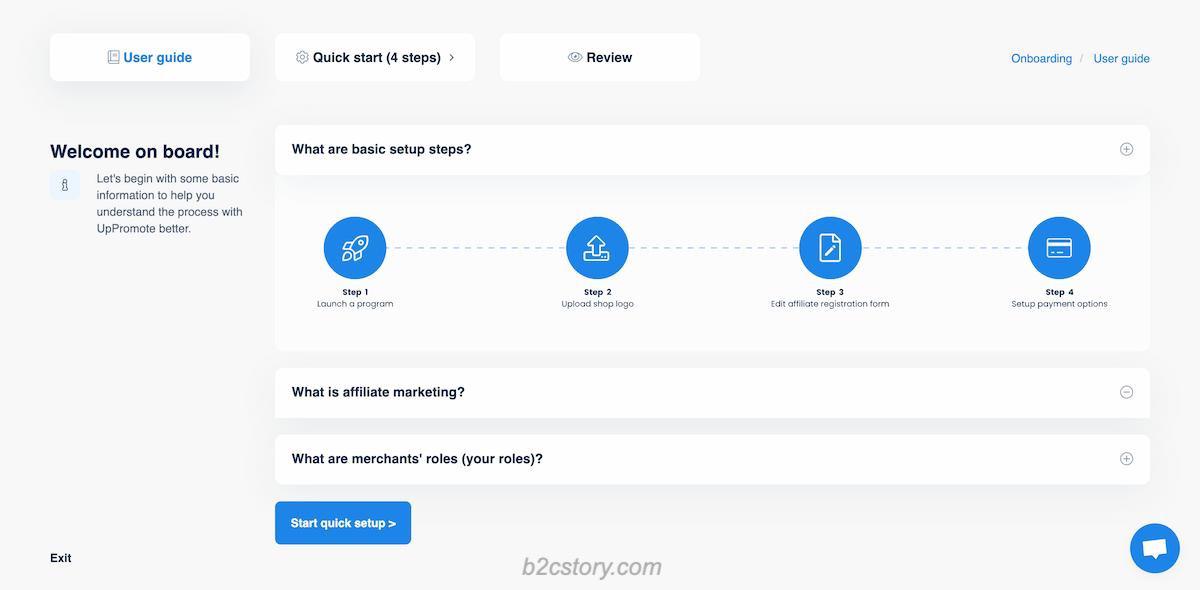 User guide
Quick start (4 steps) >
Review
Onboarding / User guide
Welcome on board!
Let's begin with some basic
information to help you
understand the process with
UpPromote better.
What are basic setup steps?
Step 1
Launch a program
Step 2
Upload shop logo
Step 3
Edit affiliate registration form
Step 4
Setup payment options
What is affiliate marketing?
What are merchants' roles (your roles)?
Start quick setup >
Exit
b2cstory.com